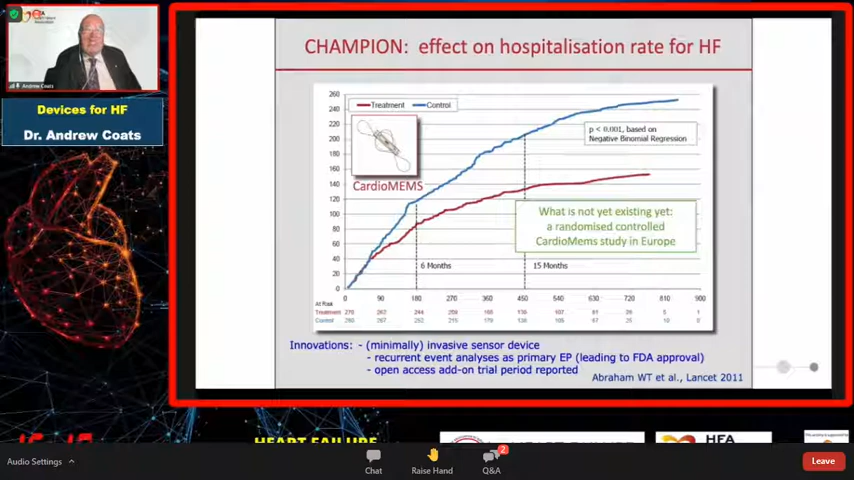 Andrew Coats
Devices for HF
Dr. Andrew Coats
CHAMPION: effect on hospitalisation rate for HF
Treatment
Control
260
240
220
200
180
160
140
120
100
80
60
40
20
0
CardioMEMS
p < 0.001, based on
Negative Binomial Regression
What is not yet existing yet:
a randomised controlled
CardioMems study in Europe
6 Months
15 Months
0 90 180 270 360 450 540 630 720 810 900
At Risk
Treatment 270
Control 280
Innovations: - (minimally) invasive sensor device
- recurrent event analyses as primary EP (leading to FDA approval)
- open access add-on trial period reported
Abraham WT et al., Lancet 2011
HEART FAILURE
HFA
Audio Settings
Chat
Raise Hand
2
Q&A
Leave